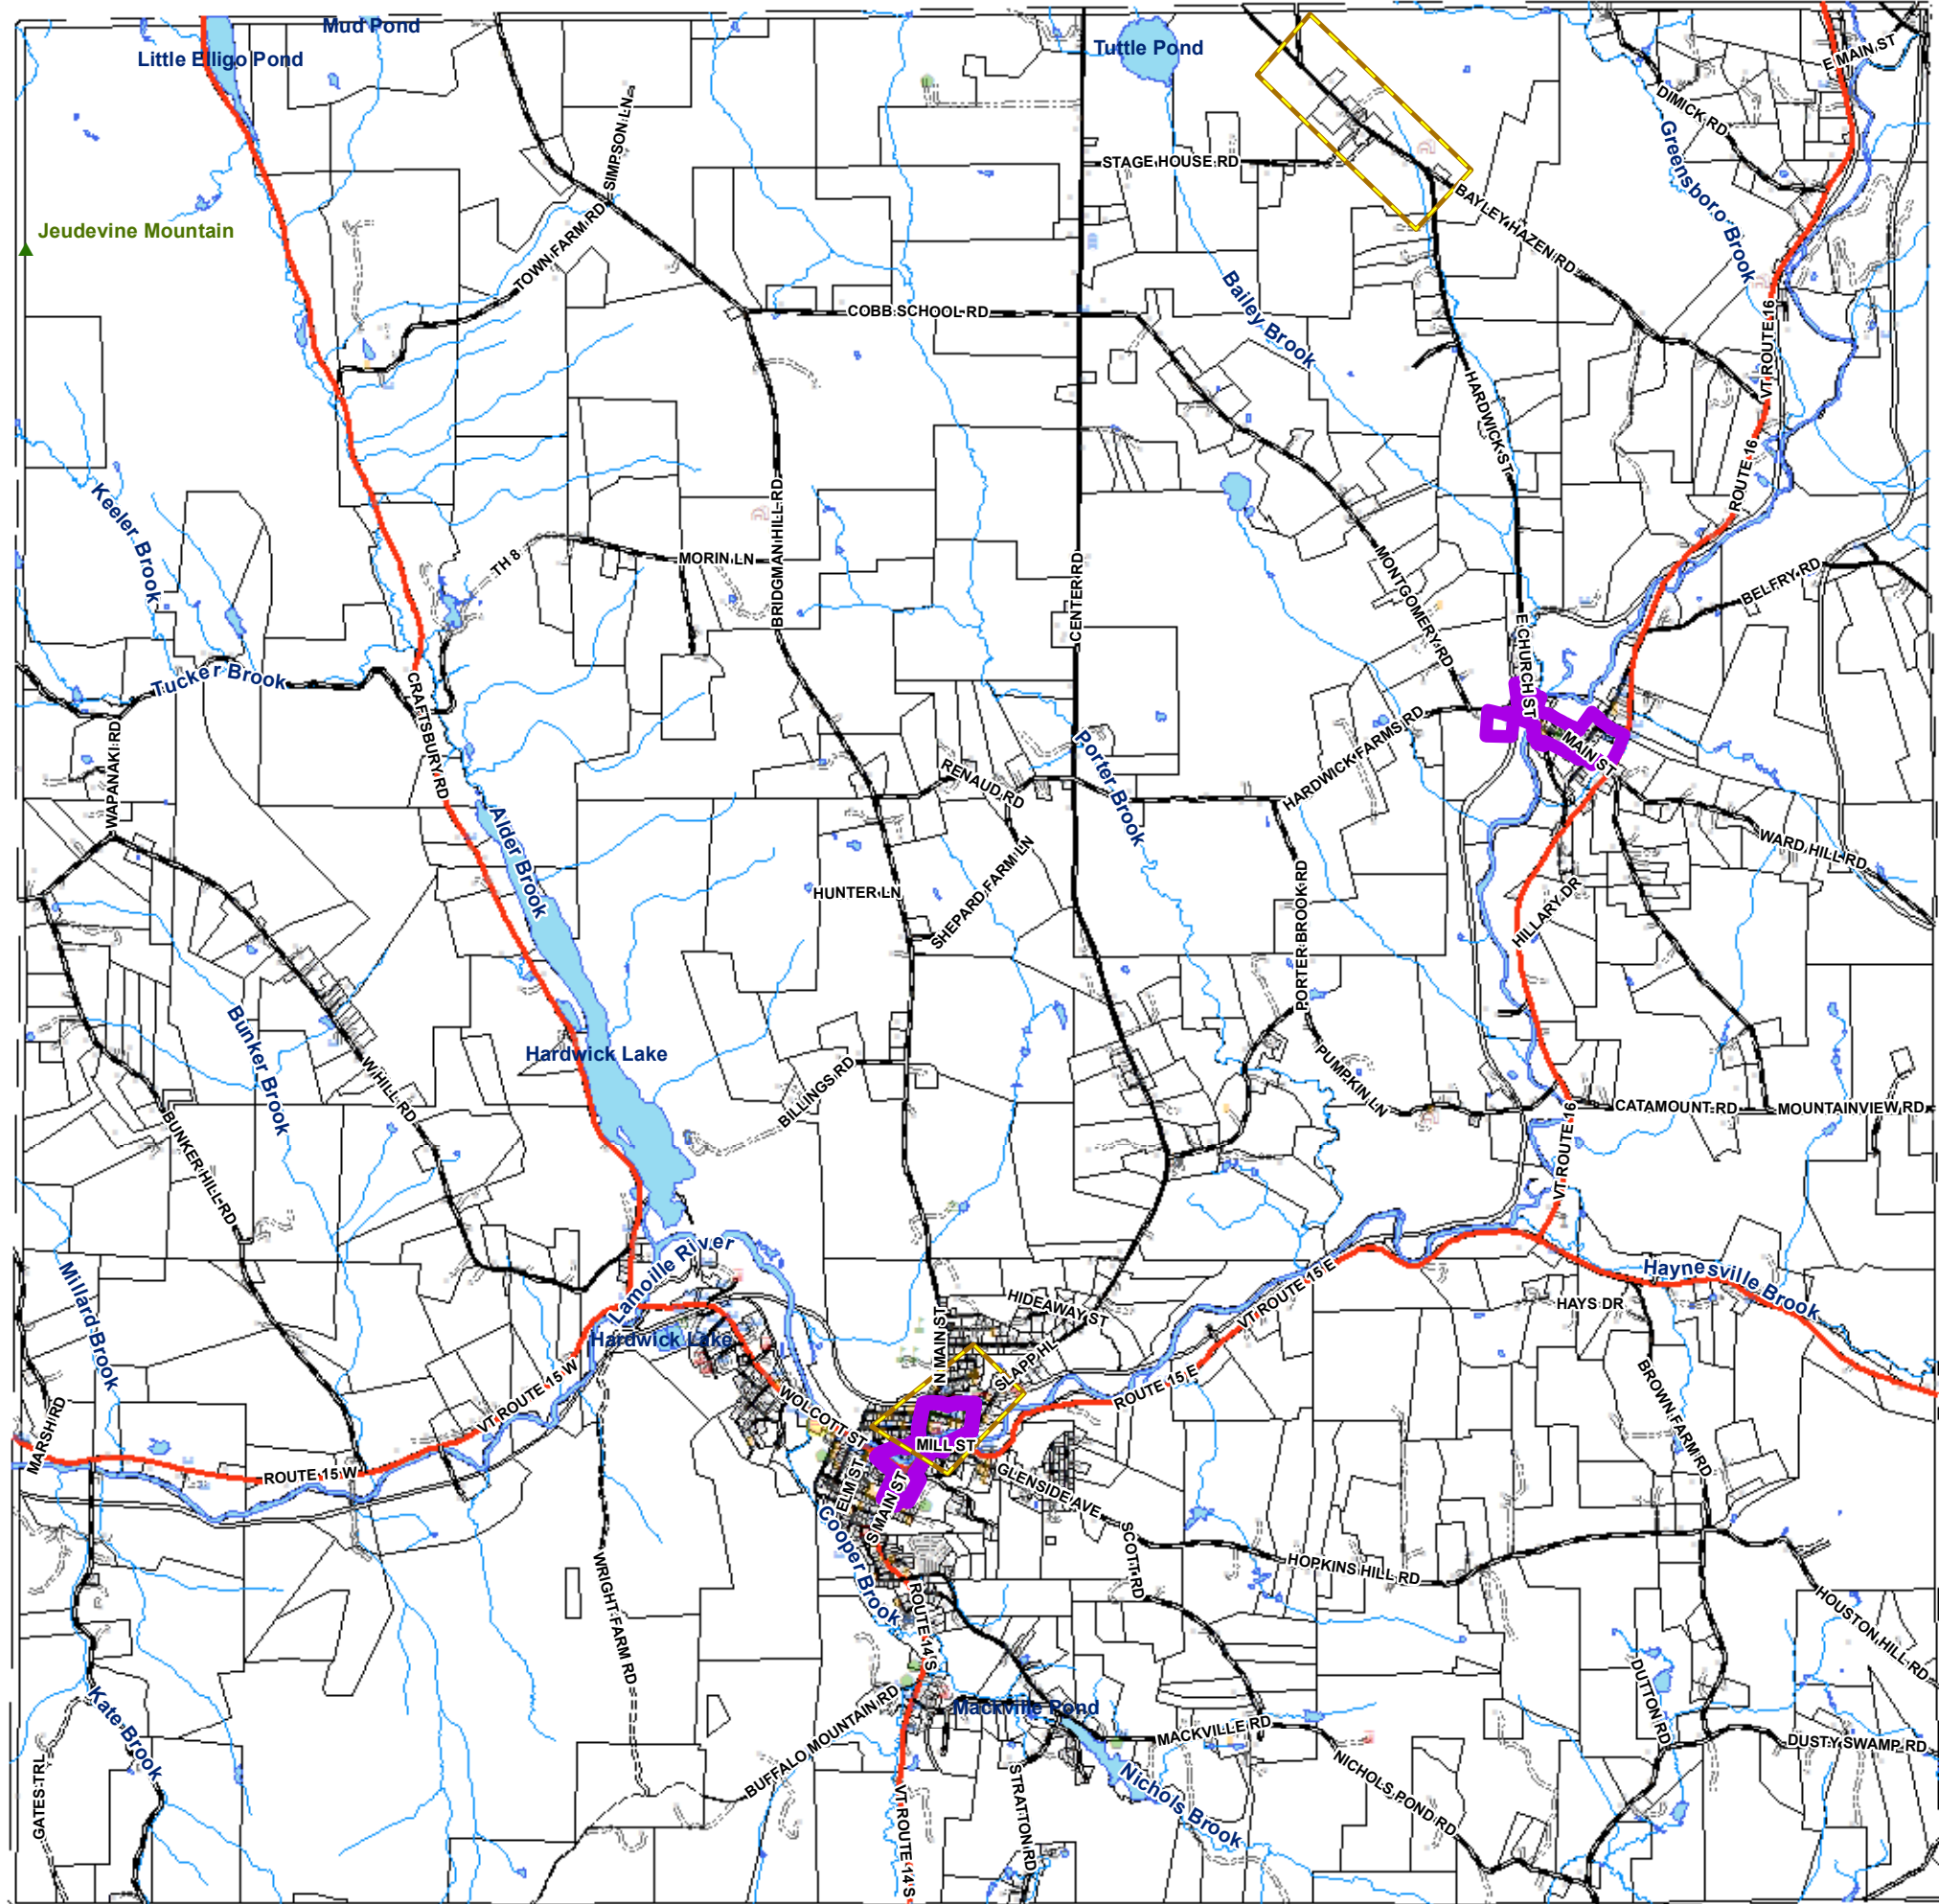 Mud Pond
Little Elligo Pond
Tuttle Pond
E MAIN ST
DIMICK RD
Greensboro Brook
SIMPSON LN
STAGE HOUSE RD
BAYLEY HAZEN RD
Jeudevine Mountain
TOWN FARM RD
Bailey Brook
COBB SCHOOL RD
VT ROUTE 16
HARDWICK ST
ROUTE 16
Keeler Brook
BRIDGMAN HILL RD
TH 8
MORIN LN
CENTER RD
MONTGOMERY RD
BELFRY RD
E CHURCH ST
Tucker Brook
CRAFTSBURY RD
WAPANAKI RD
Porter Brook
HARDWICK FARMS RD
MAIN ST
RENAUD RD
Alder Brook
WARD HILL RD
SHEPARD FARM LN
HUNTER LN
PORTER BROOK RD
HILLARY DR
Bunker Brook
Hardwick Lake
W HILL RD
BILLINGS RD
PUMPKIN LN
CATAMOUNT RD
MOUNTAINVIEW RD
BUNKER HILL RD
VT ROUTE 16
Millard Brook
Lamoille River
VT ROUTE 15 E
Haynesville Brook
HIDEAWAY ST
HAYS DR
N MAIN ST
Hardwick Lake
SLAPP HL
ROUTE 15 E
BROWN FARM RD
VT ROUTE 15 W
WOLCOTT ST
MARSH RD
MILL ST
ROUTE 15 W
ELM ST
S MAIN ST
GLENSIDE AVE
Cooper Brook
SCOTT RD
HOPKINS HILL RD
WRIGHT FARM RD
ROUTE 14 S
HOUSTON HILL RD
DUTTON RD
Kate Brook
BUFFALO MOUNTAIN RD
Mackville Pond
MACKVILLE RD
DUSTY SWAMP RD
GATES TRL
NICHOLS POND RD
STRATTON RD
Nichols Brook
VT ROUTE 14 S